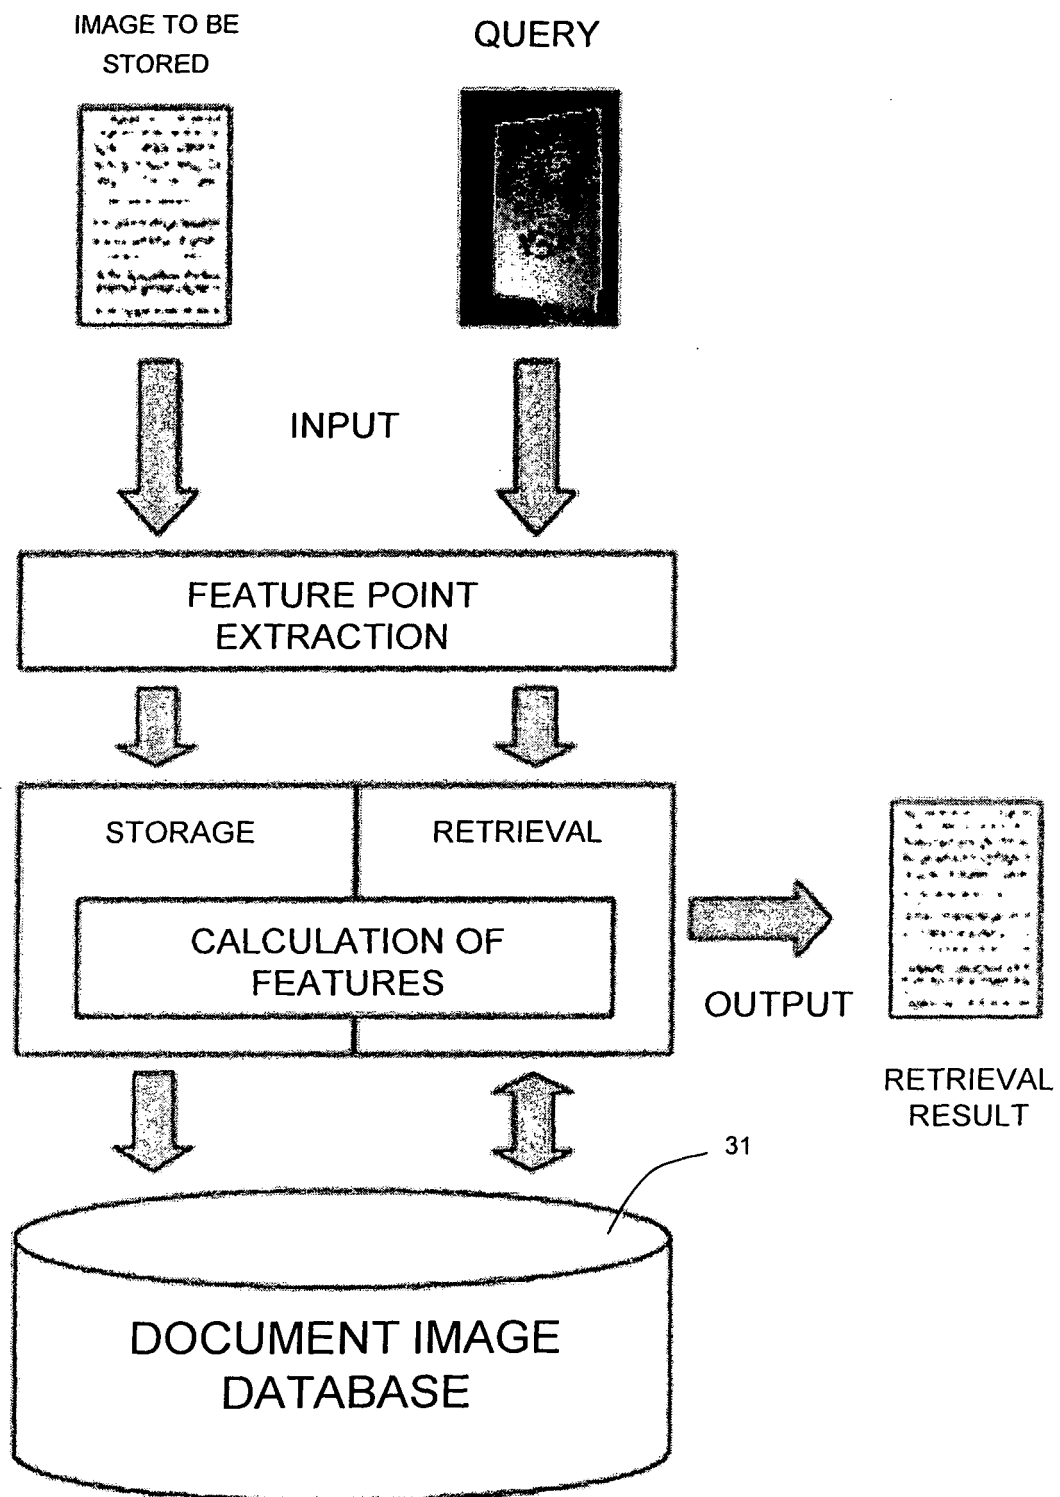 IMAGE TO BE
STORED
QUERY
INPUT
FEATURE POINT
EXTRACTION
STORAGE
RETRIEVAL
CALCULATION OF
FEATURES
OUTPUT
RETRIEVAL
RESULT
31
DOCUMENT IMAGE
DATABASE